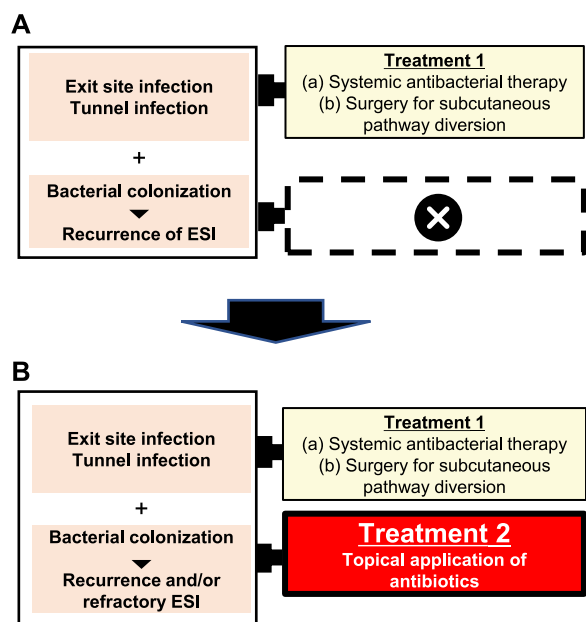 A
Exit site infection
Tunnel infection
+
Bacterial colonization
Recurrence of ESI
Treatment 1
(a) Systemic antibacterial therapy
(b) Surgery for subcutaneous
pathway diversion
B
Exit site infection
Tunnel infection
+
Bacterial colonization
Recurrence and/or
refractory ESI
Treatment 1
(a) Systemic antibacterial therapy
(b) Surgery for subcutaneous
pathway diversion
Treatment 2
Topical application of
antibiotics